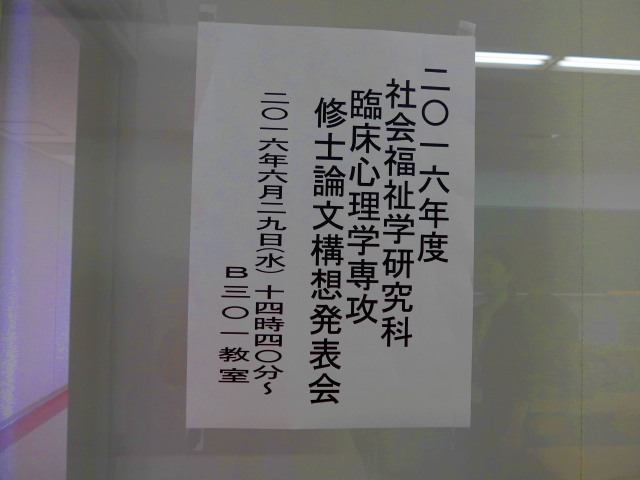 二〇一六年度
社会福祉学研究科
臨床心理学専攻
修士論文構想発表会
二〇一六年六月二九日(水)十四時四〇分~
B三〇一教室